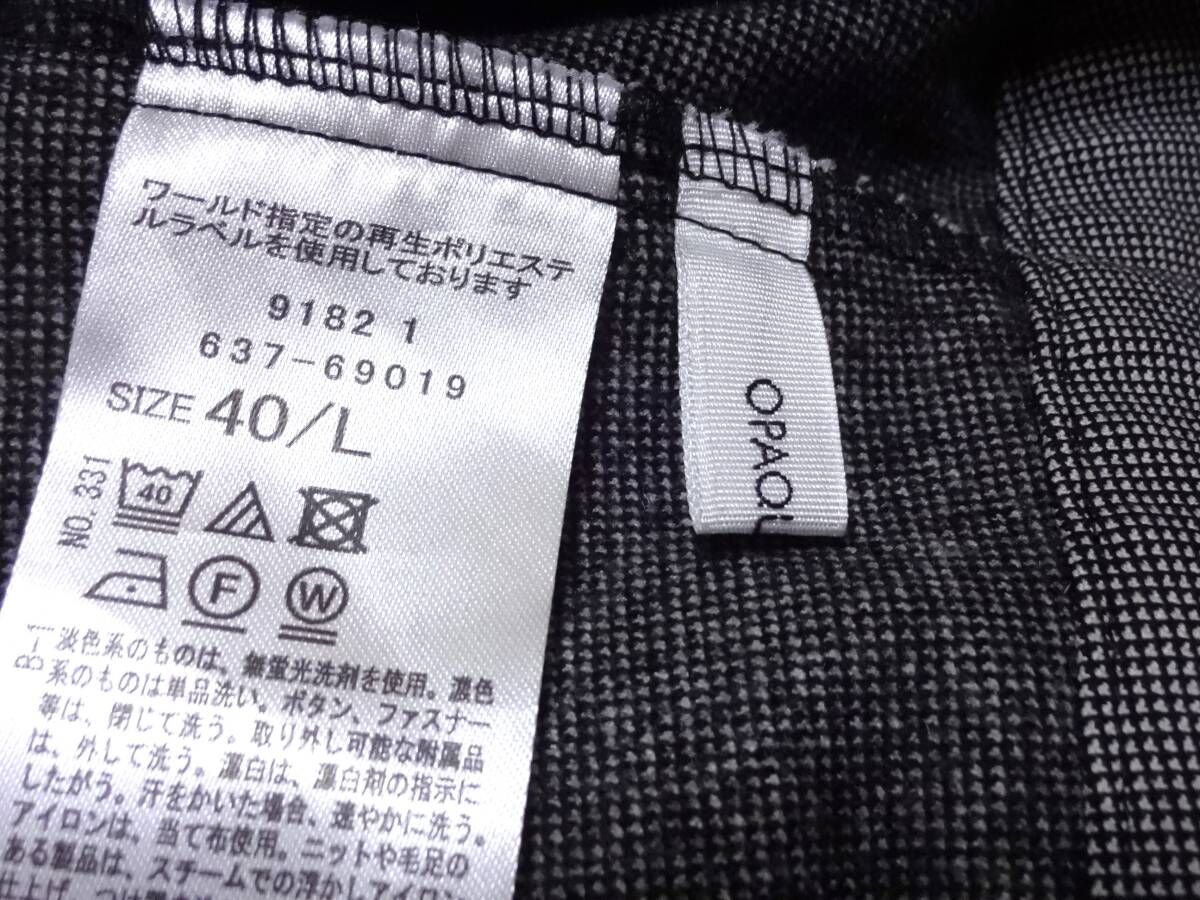 ワールド指定の再生ポリエステ
ルラベルを使用しております
9182 1
637-69019
SIZE 40/L
NO. 331
40
F W
淡色系のものは、無蛍光洗剤を使用。濃色
系のものは単品洗い。ボタン、ファスナー
等は、閉じて洗う。取り外し可能な附属品
は、外して洗う。漂白は、漂白剤の指示に
したがう。汗をかいた場合、速やかに洗う。
アイロンは、当て布使用。ニットや毛足の
ある製品は、スチームでの浮かしアイロン
仕上げ。
OPAQU